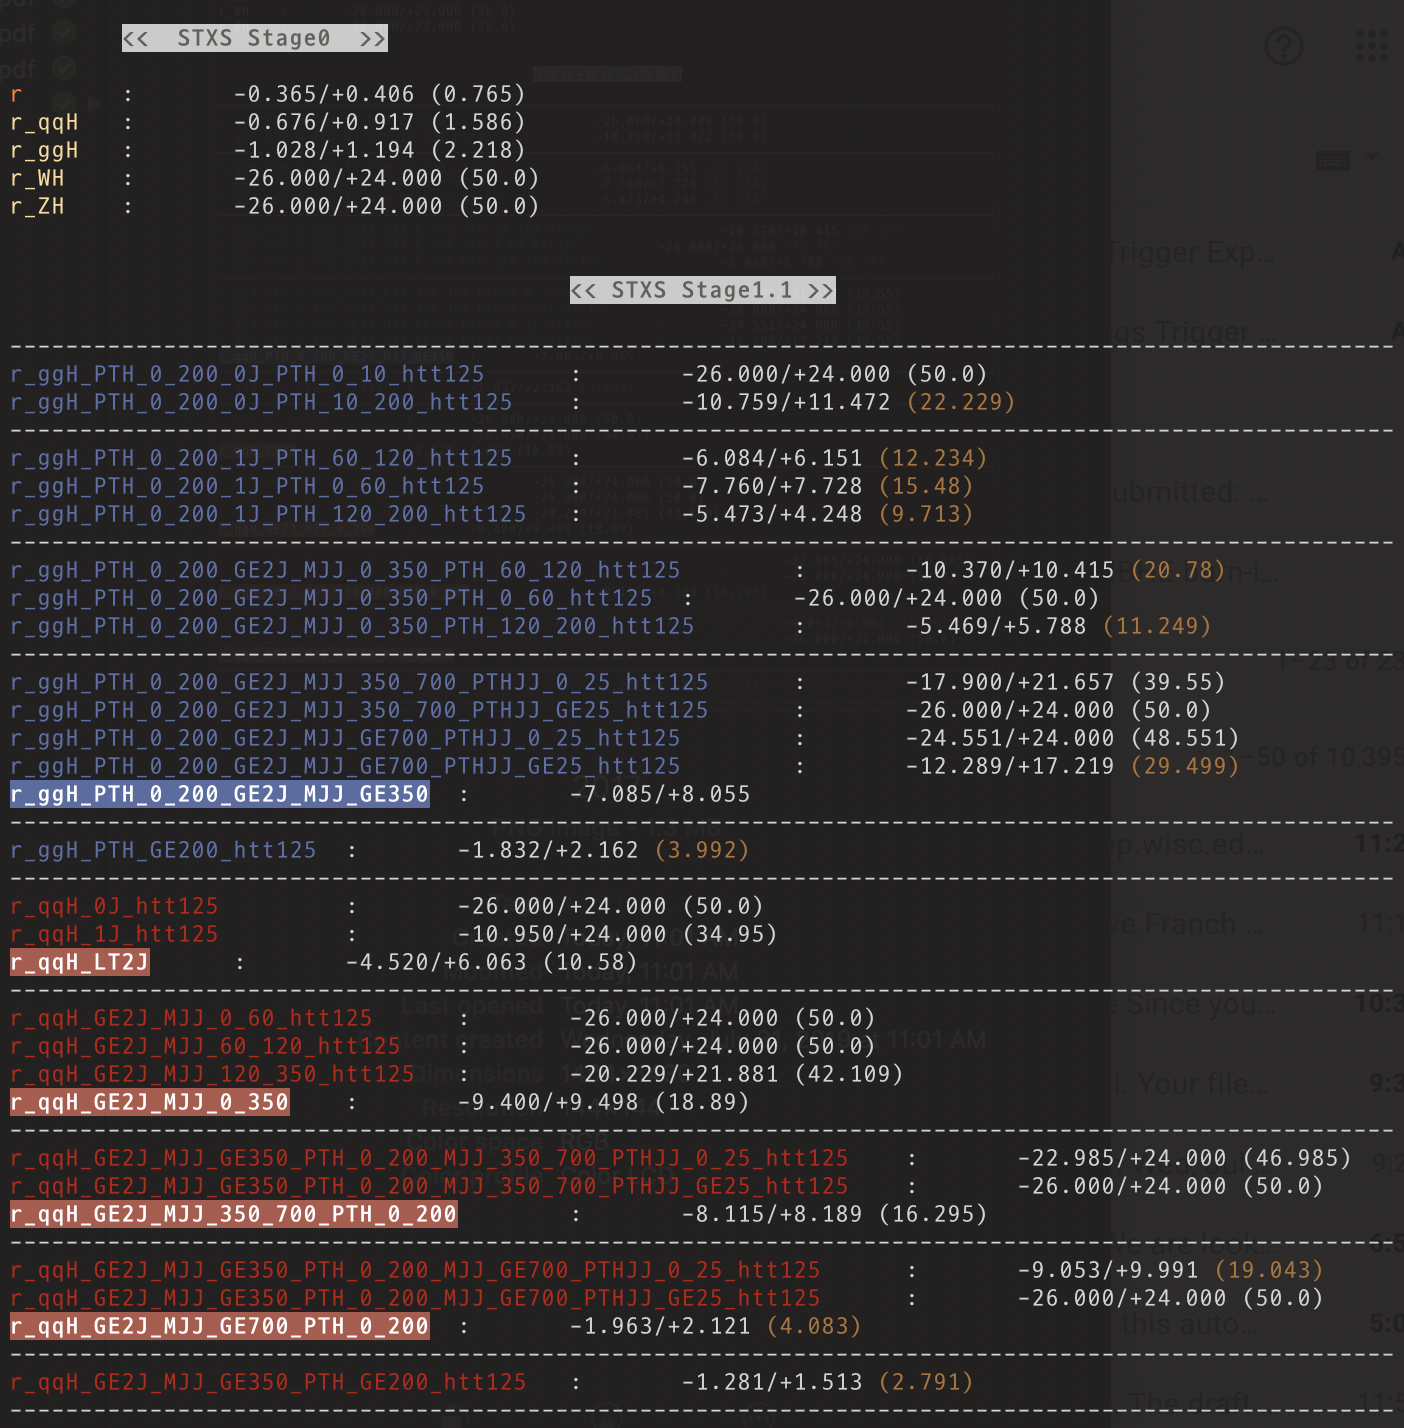 <<  STXS Stage0  >>
r : -0.365/+0.406 (0.765)
r_qqH : -0.676/+0.917 (1.586)
r_ggH : -1.028/+1.194 (2.218)
r_WH : -26.000/+24.000 (50.0)
r_ZH : -26.000/+24.000 (50.0)
<< STXS Stage1.1 >>
r_ggH_PTH_0_200_0J_PTH_0_10_htt125 : -26.000/+24.000 (50.0)
r_ggH_PTH_0_200_0J_PTH_10_200_htt125 : -10.759/+11.472 (22.229)
r_ggH_PTH_0_200_1J_PTH_60_120_htt125 : -6.084/+6.151 (12.234)
r_ggH_PTH_0_200_1J_PTH_0_60_htt125 : -7.760/+7.728 (15.48)
r_ggH_PTH_0_200_1J_PTH_120_200_htt125 : -5.473/+4.248 (9.713)
r_ggH_PTH_0_200_GE2J_MJJ_0_350_PTH_60_120_htt125 : -10.370/+10.415 (20.78)
r_ggH_PTH_0_200_GE2J_MJJ_0_350_PTH_0_60_htt125 : -26.000/+24.000 (50.0)
r_ggH_PTH_0_200_GE2J_MJJ_0_350_PTH_120_200_htt125 : -5.469/+5.788 (11.249)
r_ggH_PTH_0_200_GE2J_MJJ_350_700_PTHJJ_0_25_htt125 : -17.900/+21.657 (39.55)
r_ggH_PTH_0_200_GE2J_MJJ_350_700_PTHJJ_GE25_htt125 : -26.000/+24.000 (50.0)
r_ggH_PTH_0_200_GE2J_MJJ_GE700_PTHJJ_0_25_htt125 : -24.551/+24.000 (48.551)
r_ggH_PTH_0_200_GE2J_MJJ_GE700_PTHJJ_GE25_htt125 : -12.289/+17.219 (29.499)
r_ggH_PTH_0_200_GE2J_MJJ_GE350 : -7.085/+8.055
r_ggH_PTH_GE200_htt125 : -1.832/+2.162 (3.992)
r_qqH_0J_htt125 : -26.000/+24.000 (50.0)
r_qqH_1J_htt125 : -10.950/+24.000 (34.95)
r_qqH_LT2J : -4.520/+6.063 (10.58)
r_qqH_GE2J_MJJ_0_60_htt125 : -26.000/+24.000 (50.0)
r_qqH_GE2J_MJJ_60_120_htt125 : -26.000/+24.000 (50.0)
r_qqH_GE2J_MJJ_120_350_htt125 : -20.229/+21.881 (42.109)
r_qqH_GE2J_MJJ_0_350 : -9.400/+9.498 (18.89)
r_qqH_GE2J_MJJ_GE350_PTH_0_200_MJJ_350_700_PTHJJ_0_25_htt125 : -22.985/+24.000 (46.985)
r_qqH_GE2J_MJJ_GE350_PTH_0_200_MJJ_350_700_PTHJJ_GE25_htt125 : -26.000/+24.000 (50.0)
r_qqH_GE2J_MJJ_350_700_PTH_0_200 : -8.115/+8.189 (16.295)
r_qqH_GE2J_MJJ_GE350_PTH_0_200_MJJ_GE700_PTHJJ_0_25_htt125 : -9.053/+9.991 (19.043)
r_qqH_GE2J_MJJ_GE350_PTH_0_200_MJJ_GE700_PTHJJ_GE25_htt125 : -26.000/+24.000 (50.0)
r_qqH_GE2J_MJJ_GE700_PTH_0_200 : -1.963/+2.121 (4.083)
r_qqH_GE2J_MJJ_GE350_PTH_GE200_htt125 : -1.281/+1.513 (2.791)